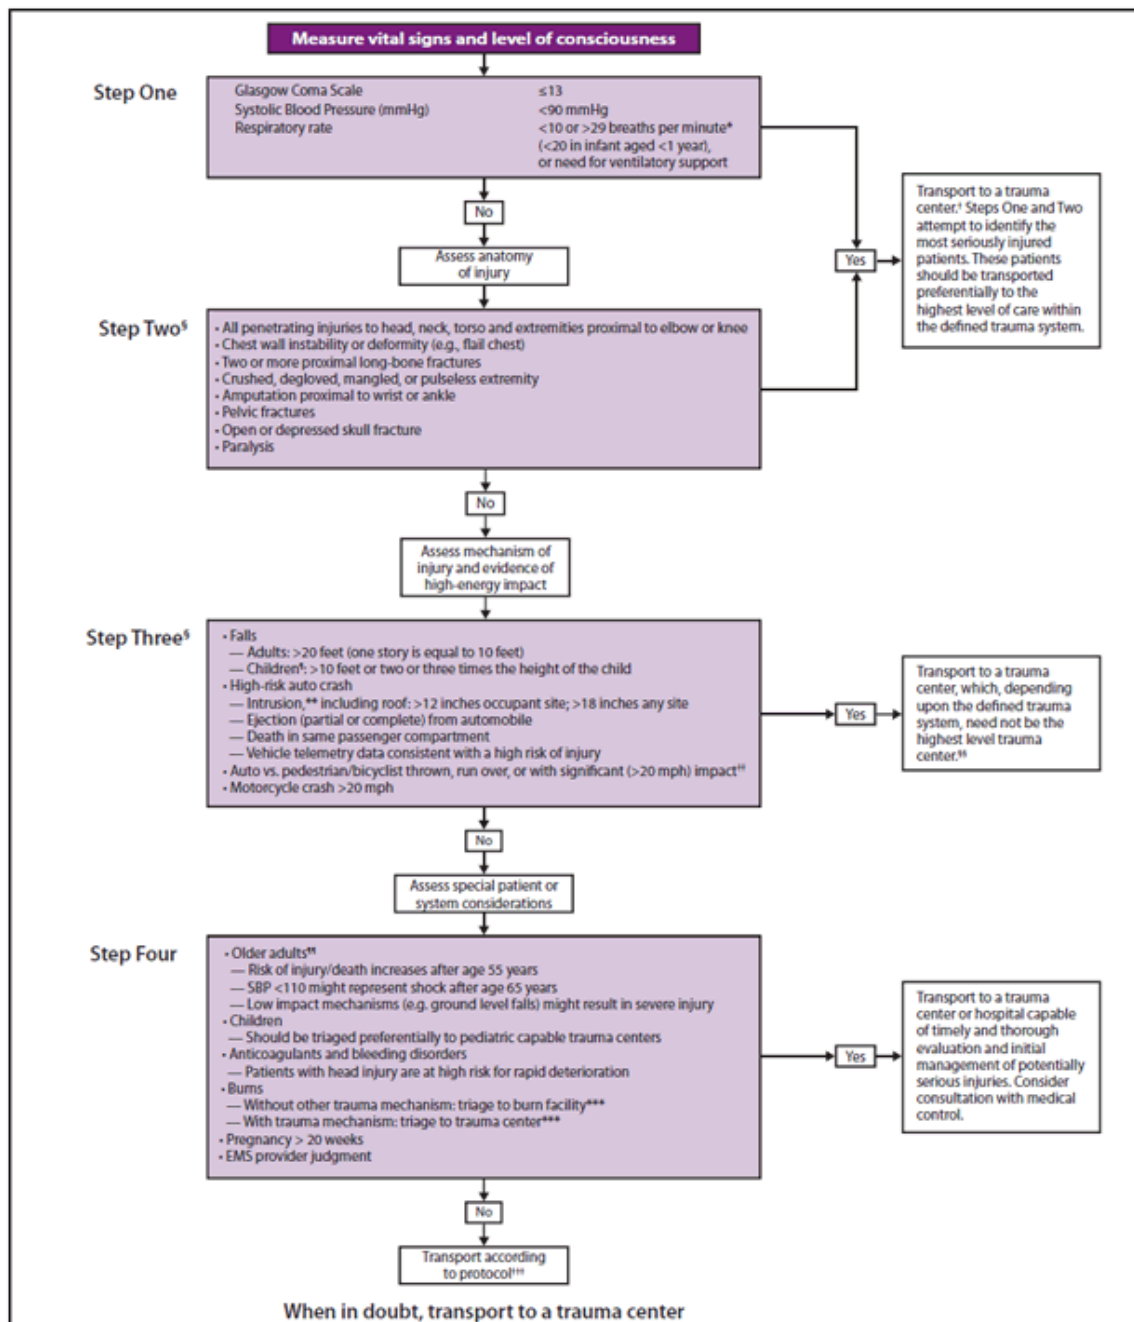 Measure vital signs and level of consciousness
Step One
Glasgow Coma Scale ≤13
Systolic Blood Pressure (mmHg) <90 mmHg
Respiratory rate <10 or >29 breaths per minute*
(<20 in infant aged <1 year),
or need for ventilatory support
No
Yes
Transport to a trauma
center.† Steps One and Two
attempt to identify the
most seriously injured
patients. These patients
should be transported
preferentially to the
highest level of care within
the defined trauma system.
Assess anatomy
of injury
Step Two§
• All penetrating injuries to head, neck, torso and extremities proximal to elbow or knee
• Chest wall instability or deformity (e.g., flail chest)
• Two or more proximal long-bone fractures
• Crushed, degloved, mangled, or pulseless extremity
• Amputation proximal to wrist or ankle
• Pelvic fractures
• Open or depressed skull fracture
• Paralysis
No
Assess mechanism of
injury and evidence of
high-energy impact
Step Three§
• Falls
— Adults: >20 feet (one story is equal to 10 feet)
— Children¶: >10 feet or two or three times the height of the child
• High-risk auto crash
— Intrusion,** including roof: >12 inches occupant site; >18 inches any site
— Ejection (partial or complete) from automobile
— Death in same passenger compartment
— Vehicle telemetry data consistent with a high risk of injury
• Auto vs. pedestrian/bicyclist thrown, run over, or with significant (>20 mph) impact††
• Motorcycle crash >20 mph
Yes
Transport to a trauma
center, which, depending
upon the defined trauma
system, need not be the
highest level trauma
center.§§
No
Assess special patient or
system considerations
Step Four
• Older adults¶¶
— Risk of injury/death increases after age 55 years
— SBP <110 might represent shock after age 65 years
— Low impact mechanisms (e.g. ground level falls) might result in severe injury
• Children
— Should be triaged preferentially to pediatric capable trauma centers
• Anticoagulants and bleeding disorders
— Patients with head injury are at high risk for rapid deterioration
• Burns
— Without other trauma mechanism: triage to burn facility***
— With trauma mechanism: triage to trauma center***
• Pregnancy > 20 weeks
• EMS provider judgment
Yes
Transport to a trauma
center or hospital capable
of timely and thorough
evaluation and initial
management of potentially
serious injuries. Consider
consultation with medical
control.
No
Transport according
to protocol†††
When in doubt, transport to a trauma center